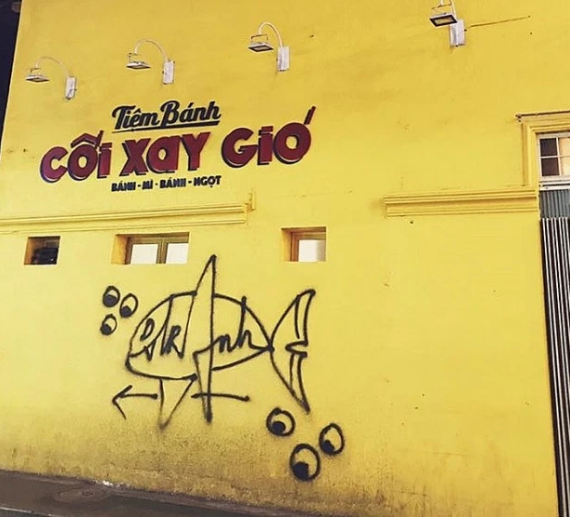 Tiệm Bánh
CỐI XAY GIÓ
BÁNH - MÌ - BÁNH - NGỌT